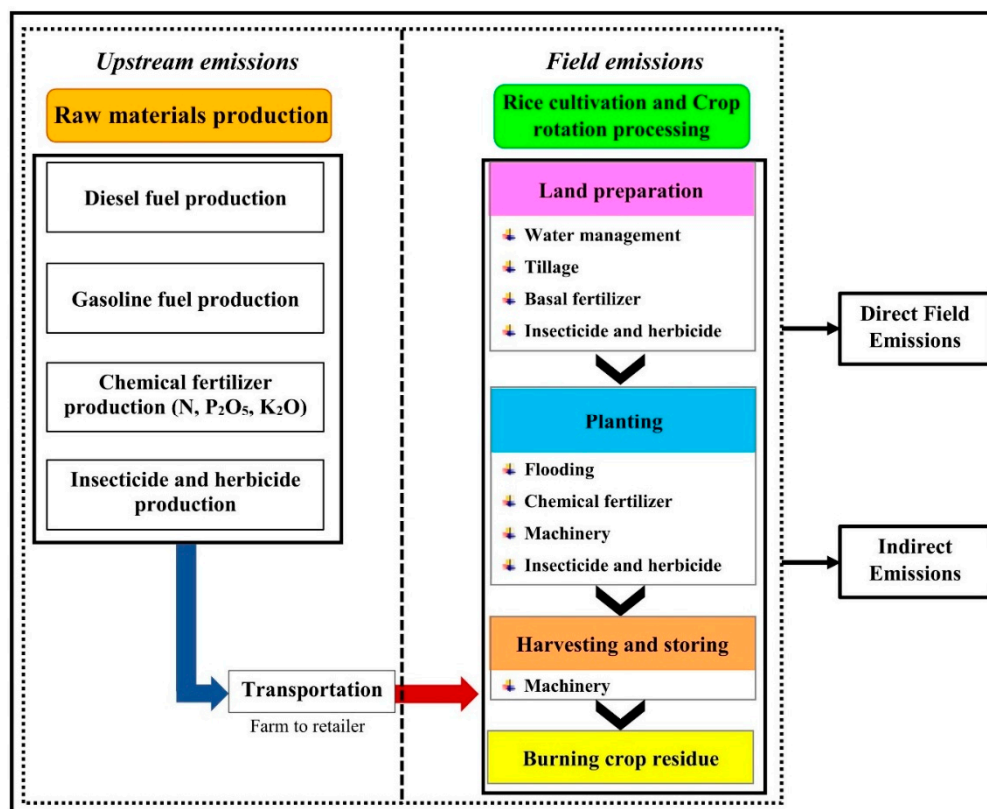 Upstream emissions
Raw materials production
Diesel fuel production
Gasoline fuel production
Chemical fertilizer
production (N, P₂O₅, K₂O)
Insecticide and herbicide
production
Transportation
Farm to retailer
Field emissions
Rice cultivation and Crop
rotation processing
Land preparation
Water management
Tillage
Basal fertilizer
Insecticide and herbicide
Planting
Flooding
Chemical fertilizer
Machinery
Insecticide and herbicide
Harvesting and storing
Machinery
Burning crop residue
Direct Field
Emissions
Indirect
Emissions